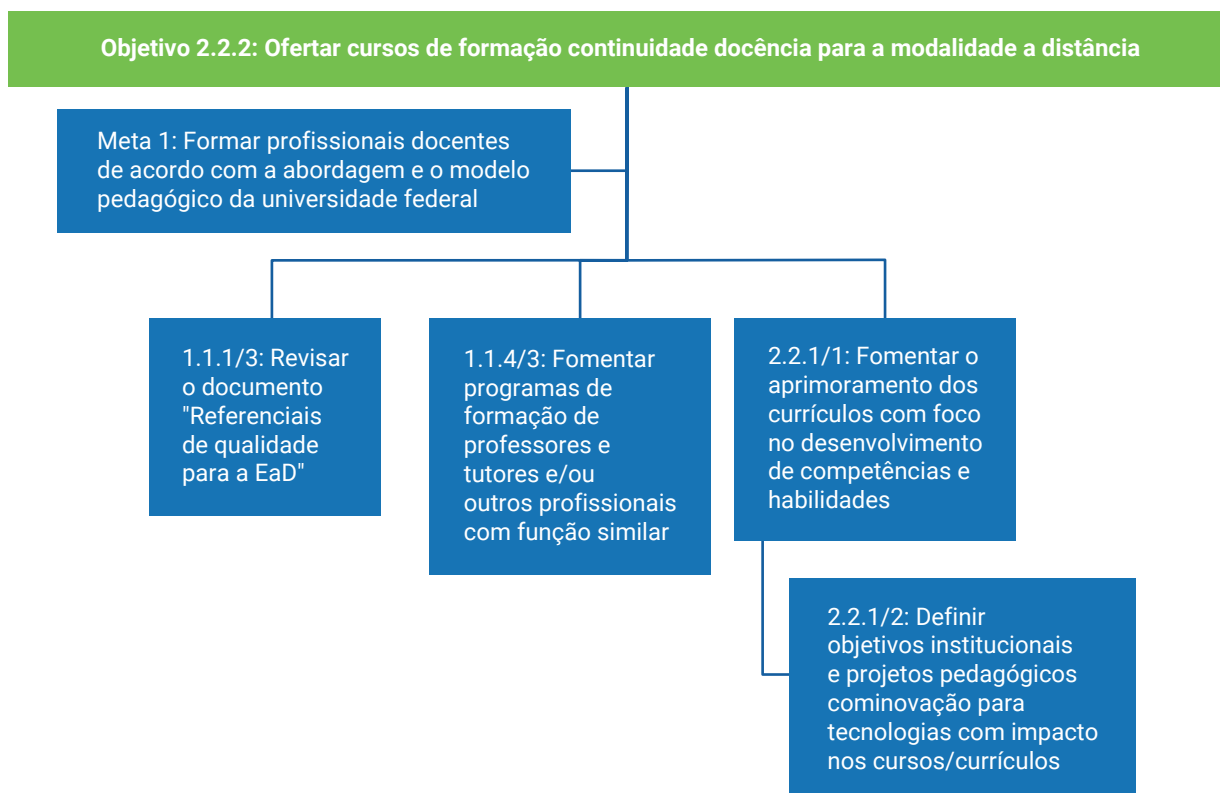 Objetivo 2.2.2: Ofertar cursos de formação continuidade docência para a modalidade a distância
Meta 1: Formar profissionais docentes
de acordo com a abordagem e o modelo
pedagógico da universidade federal
1.1.1/3: Revisar
o documento
"Referenciais
de qualidade
para a EaD"
1.1.4/3: Fomentar
programas de
formação de
professores e
tutores e/ou
outros profissionais
com função similar
2.2.1/1: Fomentar o
aprimoramento dos
currículos com foco
no desenvolvimento
de competências e
habilidades
2.2.1/2: Definir
objetivos institucionais
e projetos pedagógicos
cominovação para
tecnologias com impacto
nos cursos/currículos